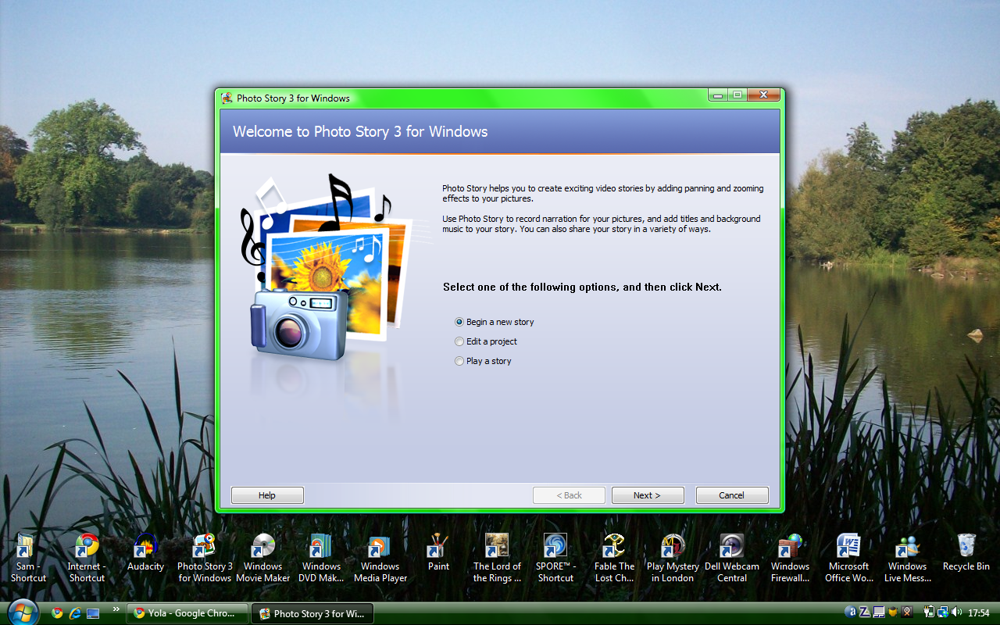 Photo Story 3 for Windows
Welcome to Photo Story 3 for Windows
Photo Story helps you to create exciting video stories by adding panning and zooming
effects to your pictures.
Use Photo Story to record narration for your pictures, and add titles and background
music to your story. You can also share your story in a variety of ways.
Select one of the following options, and then click Next.
Begin a new story
Edit a project
Play a story
Help
< Back
Next >
Cancel
Sam -
Shortcut
Internet -
Shortcut
Audacity
Photo Story 3
for Windows
Windows
Movie Maker
Windows
DVD Mak...
Windows
Media Player
Paint
The Lord of
the Rings ...
SPORE™ -
Shortcut
Fable The
Lost Ch...
Play Mystery
in London
Dell Webcam
Central
Windows
Firewall...
Microsoft
Office Wo...
Windows
Live Mess...
Recycle Bin
»
Yola - Google Chro...
Photo Story 3 for Wi...
17:54